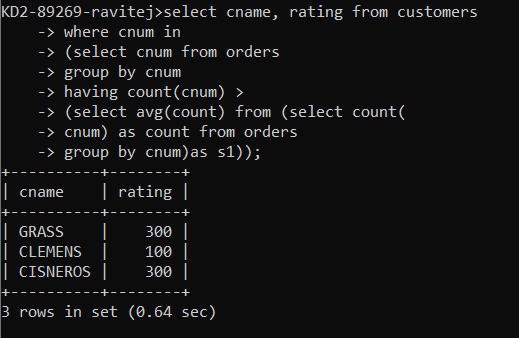 KD2-89269-ravitej>select cname, rating from customers
    -> where cnum in
    -> (select cnum from orders
    -> group by cnum
    -> having count(cnum) >
    -> (select avg(count) from (select count(
    -> cnum) as count from orders
    -> group by cnum)as s1));
+----------+--------+
| cname    | rating |
+----------+--------+
| GRASS    |    300 |
| CLEMENS  |    100 |
| CISNEROS |    300 |
+----------+--------+
3 rows in set (0.64 sec)